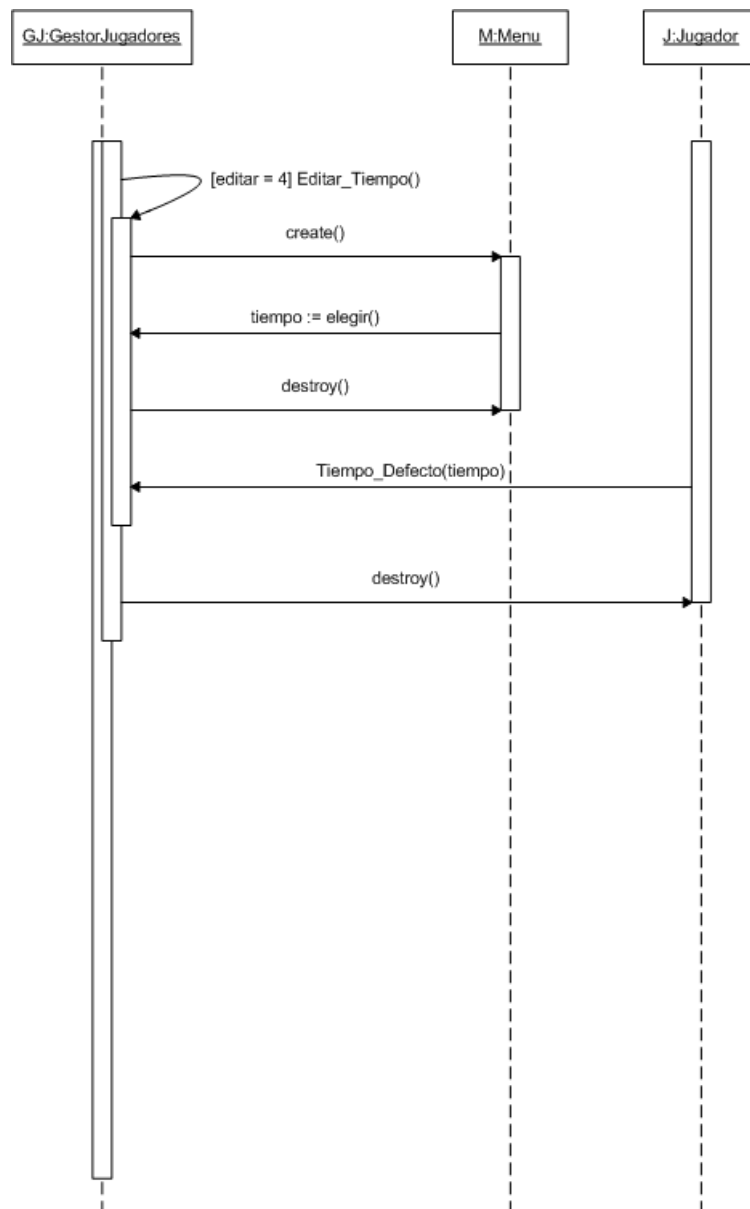 GJ:GestorJugadores
M:Menu
J:Jugador
[editar = 4] Editar_Tiempo()
create()
tiempo := elegir()
destroy()
Tiempo_Defecto(tiempo)
destroy()